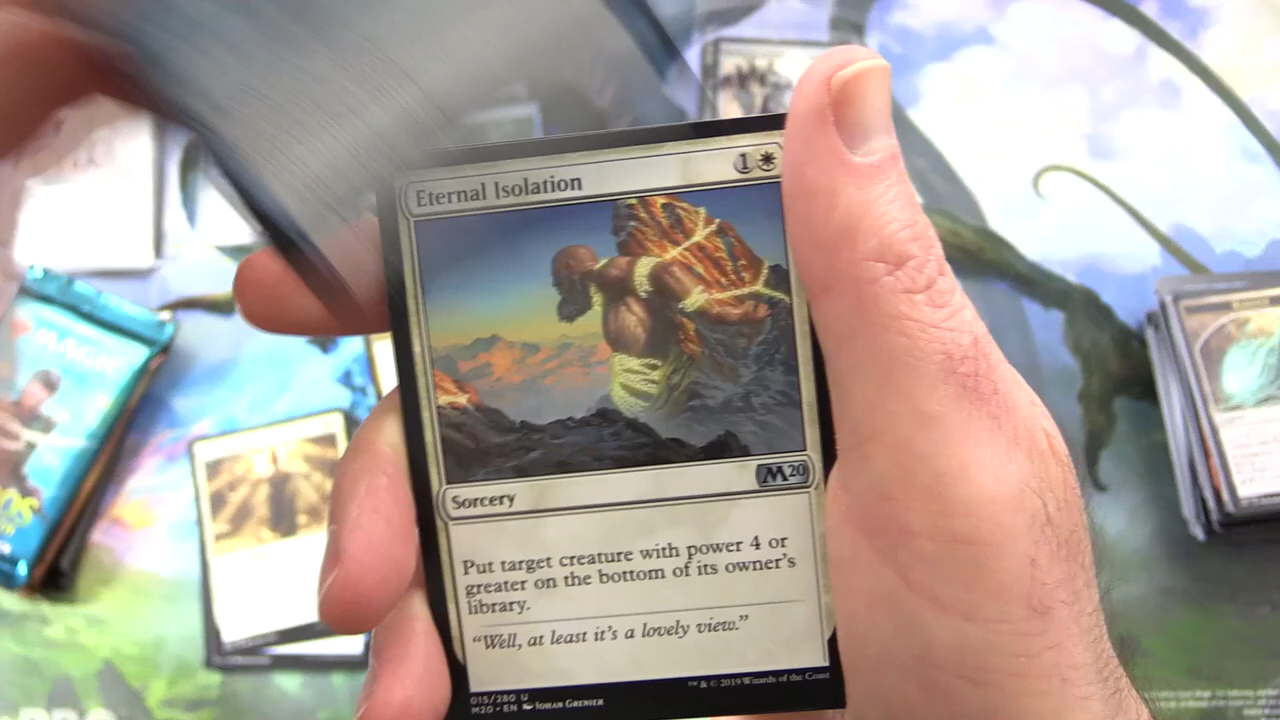 Eternal Isolation 1
MAGIC
Sorcery M20
Put target creature with power 4 or
greater on the bottom of its owner's
library.
"Well, at least it's a lovely view."
015/280 U ™ & © 2019 Wizards of the Coast
M20 • EN Johan Grenier